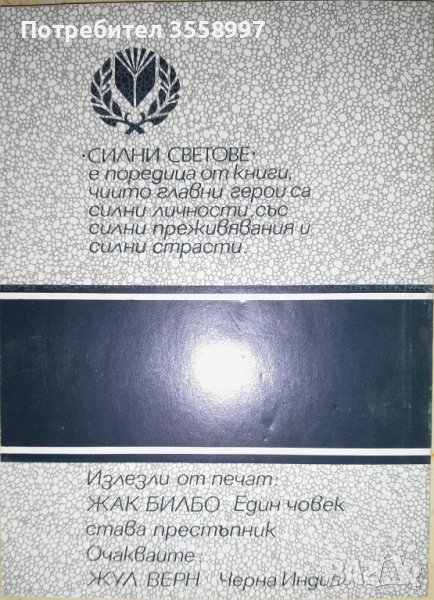 Потребител 3558997
"СИЛНИ СВЕТОВЕ"
е поредица от книги,
чиито главни герои са
силни личности, със
силни преживявания и
силни страсти.
Излезли от печат:
ЖАК БИЛБО Един човек
става престъпник
Очаквайте:
ЖУЛ ВЕРН Черна Индия